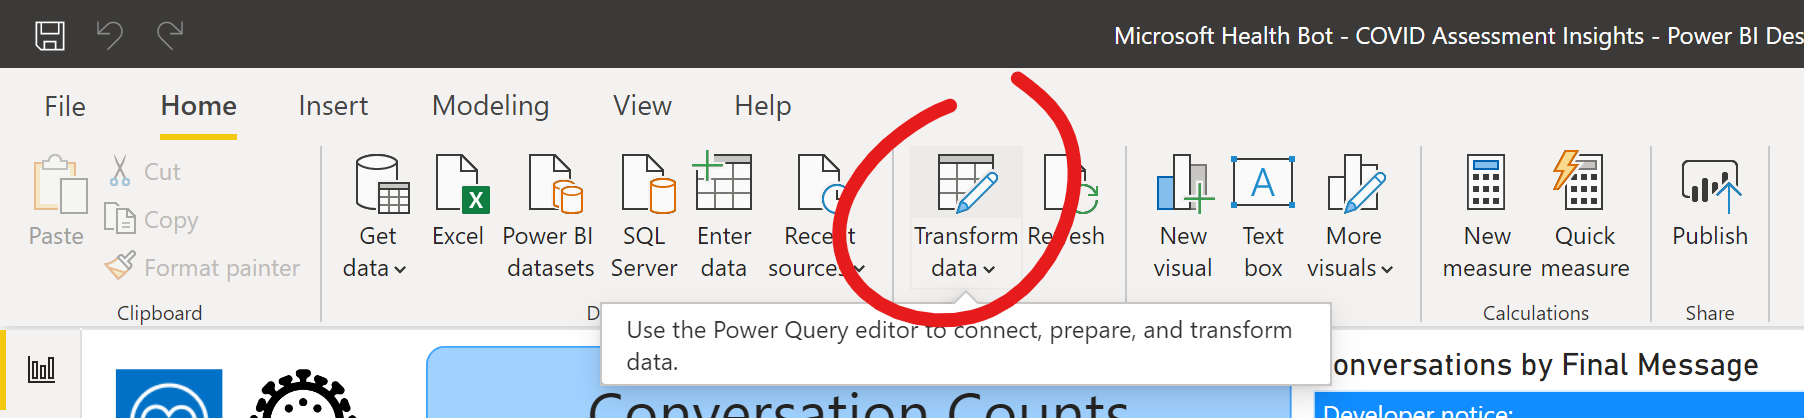 Microsoft Health Bot - COVID Assessment Insights - Power BI Des
File
Home
Insert
Modeling
View
Help
Paste
Cut
Copy
Format painter
Clipboard
Get
data
X
Excel
Power BI
datasets
SQL
Server
Enter
data
Recent
sources
D
Transform
data
Refresh
New
visual
A
Text
box
More
visuals
New
measure
Quick
measure
Calculations
Publish
Share
Use the Power Query editor to connect, prepare, and transform
data.
Conversation Counts
onversations by Final Message
Developer notice: